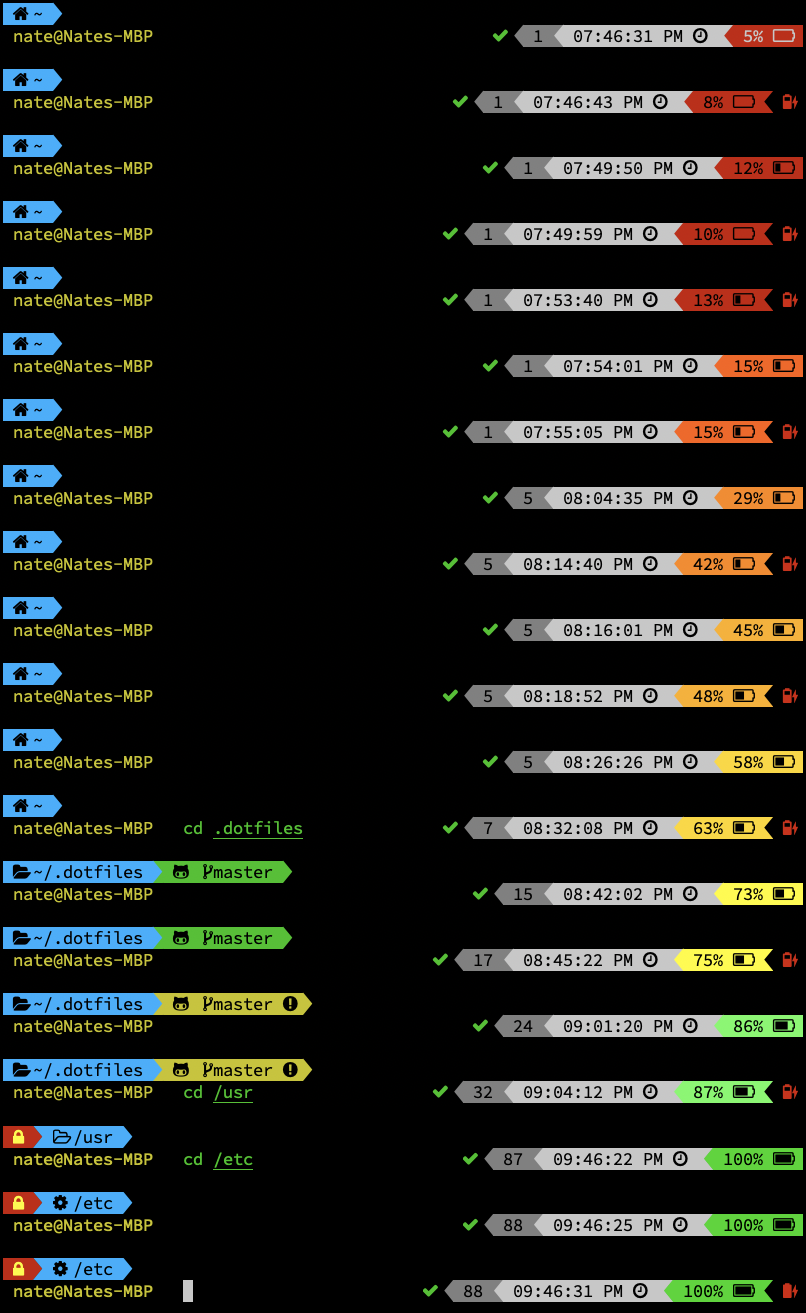 ~
nate@Nates-MBP 1 07:46:31 PM 5%
~
nate@Nates-MBP 1 07:46:43 PM 8%
~
nate@Nates-MBP 1 07:49:50 PM 12%
~
nate@Nates-MBP 1 07:49:59 PM 10%
~
nate@Nates-MBP 1 07:53:40 PM 13%
~
nate@Nates-MBP 1 07:54:01 PM 15%
~
nate@Nates-MBP 1 07:55:05 PM 15%
~
nate@Nates-MBP 5 08:04:35 PM 29%
~
nate@Nates-MBP 5 08:14:40 PM 42%
~
nate@Nates-MBP 5 08:16:01 PM 45%
~
nate@Nates-MBP 5 08:18:52 PM 48%
~
nate@Nates-MBP 5 08:26:26 PM 58%
~
nate@Nates-MBP cd .dotfiles 7 08:32:08 PM 63%
~/.dotfiles master
nate@Nates-MBP 15 08:42:02 PM 73%
~/.dotfiles master
nate@Nates-MBP 17 08:45:22 PM 75%
~/.dotfiles master
nate@Nates-MBP 24 09:01:20 PM 86%
~/.dotfiles master
nate@Nates-MBP cd /usr 32 09:04:12 PM 87%
/usr
nate@Nates-MBP cd /etc 87 09:46:22 PM 100%
/etc
nate@Nates-MBP 88 09:46:25 PM 100%
/etc
nate@Nates-MBP 88 09:46:31 PM 100%